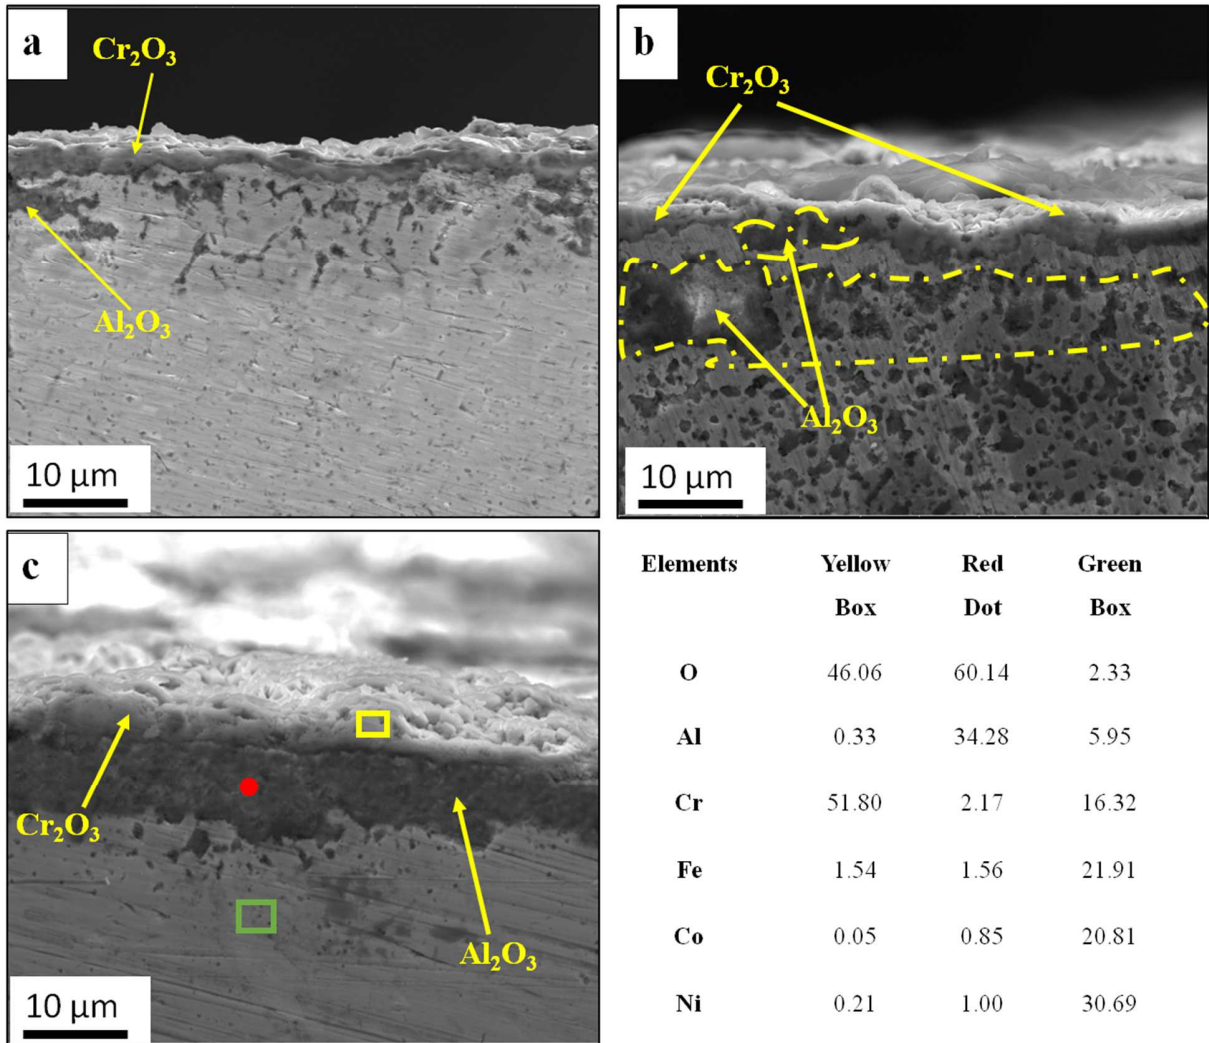 a
Cr₂O₃
Al₂O₃
10 µm
b
Cr₂O₃
Al₂O₃
10 µm
c
Cr₂O₃
Al₂O₃
10 µm
Elements Yellow Box Red Dot Green Box
O 46.06 60.14 2.33
Al 0.33 34.28 5.95
Cr 51.80 2.17 16.32
Fe 1.54 1.56 21.91
Co 0.05 0.85 20.81
Ni 0.21 1.00 30.69